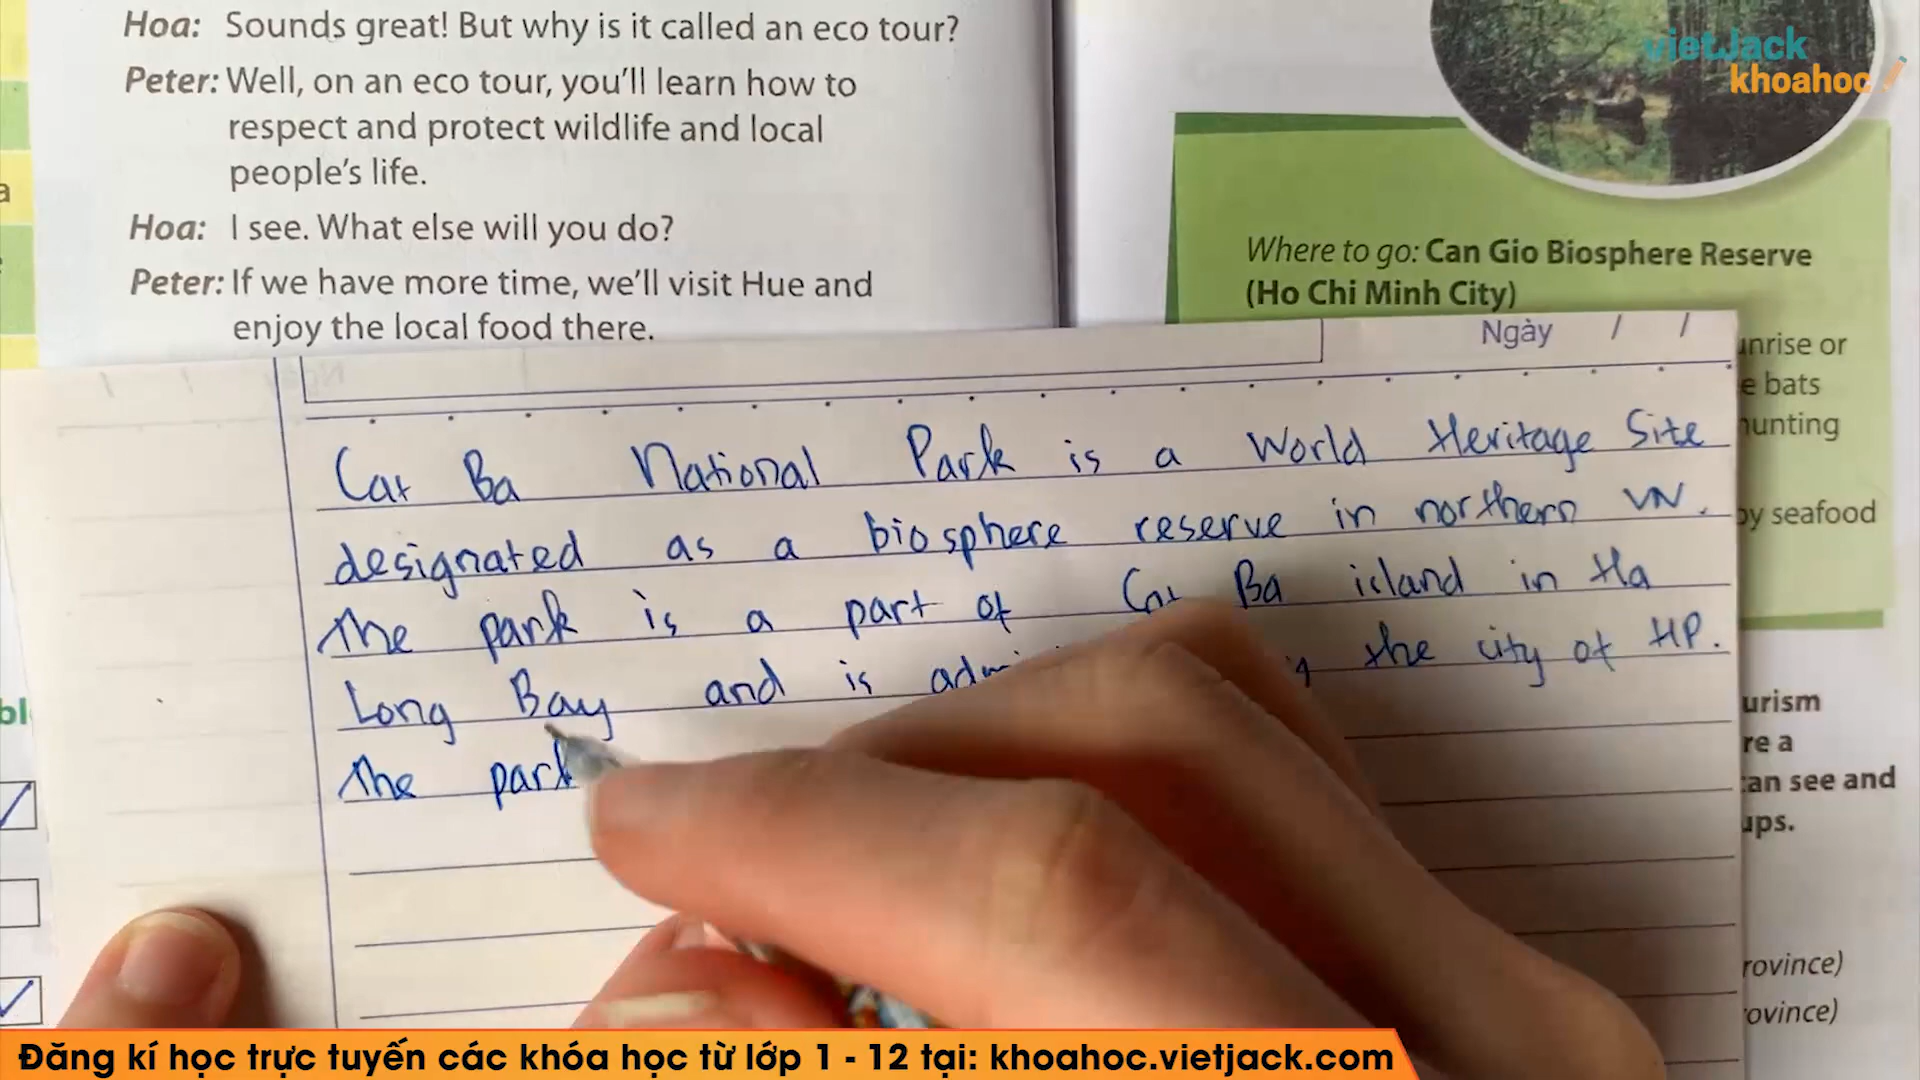 Hoa: Sounds great! But why is it called an eco tour?
Peter: Well, on an eco tour, you'll learn how to
respect and protect wildlife and local
people's life.
Hoa: I see. What else will you do?
Peter: If we have more time, we'll visit Hue and
enjoy the local food there.
vietJack
khoahoc
Where to go: Can Gio Biosphere Reserve
(Ho Chi Minh City)
unrise or
e bats
hunting
oy seafood
urism
re a
can see and
ups.
rovince)
ovince)
Ngày / /
Cat Ba National Park is a World Heritage Site
designated as a biosphere reserve in northern VN.
The park is a part of Cat Ba island in Ha
Long Bay and is the city of HP.
The park
Đăng kí học trực tuyến các khóa học từ lớp 1 - 12 tại: khoahoc.vietjack.com